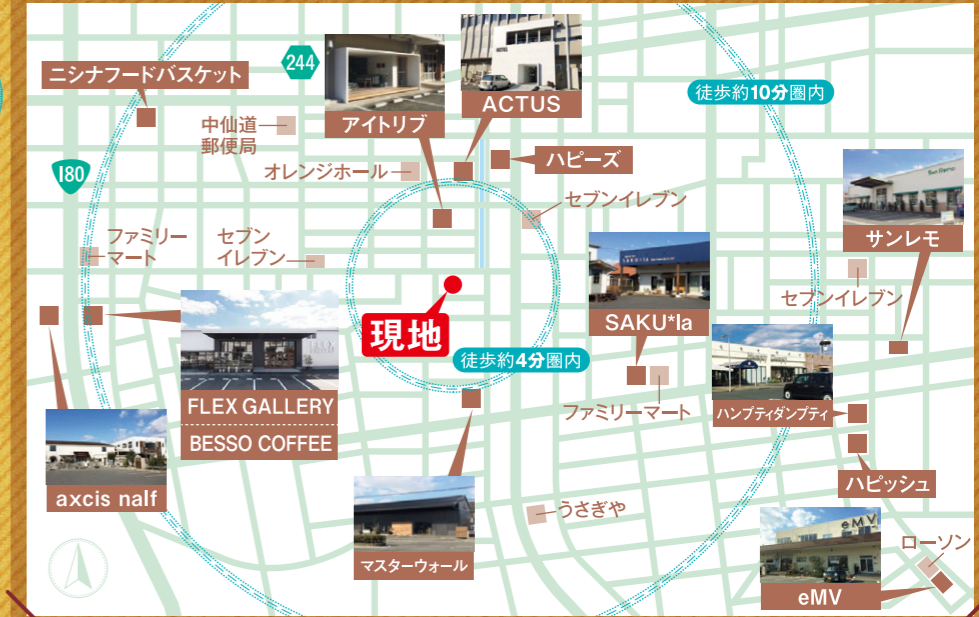 244
ACTUS
徒歩約10分圏内
ニシナフードバスケット
アイトリブ
中仙道
郵便局
ハピーズ
オレンジホール
180
セブンイレブン
サンレモ
ファミリー
マート
セブン
イレブン
セブンイレブン
現地
SAKU*la
徒歩約4分圏内
FLEX GALLERY
BESSO COFFEE
ファミリーマート
ハンプティダンプティ
axcis nalf
ハピッシュ
うさぎや
マスターウォール
eMV
ローソン
eMV